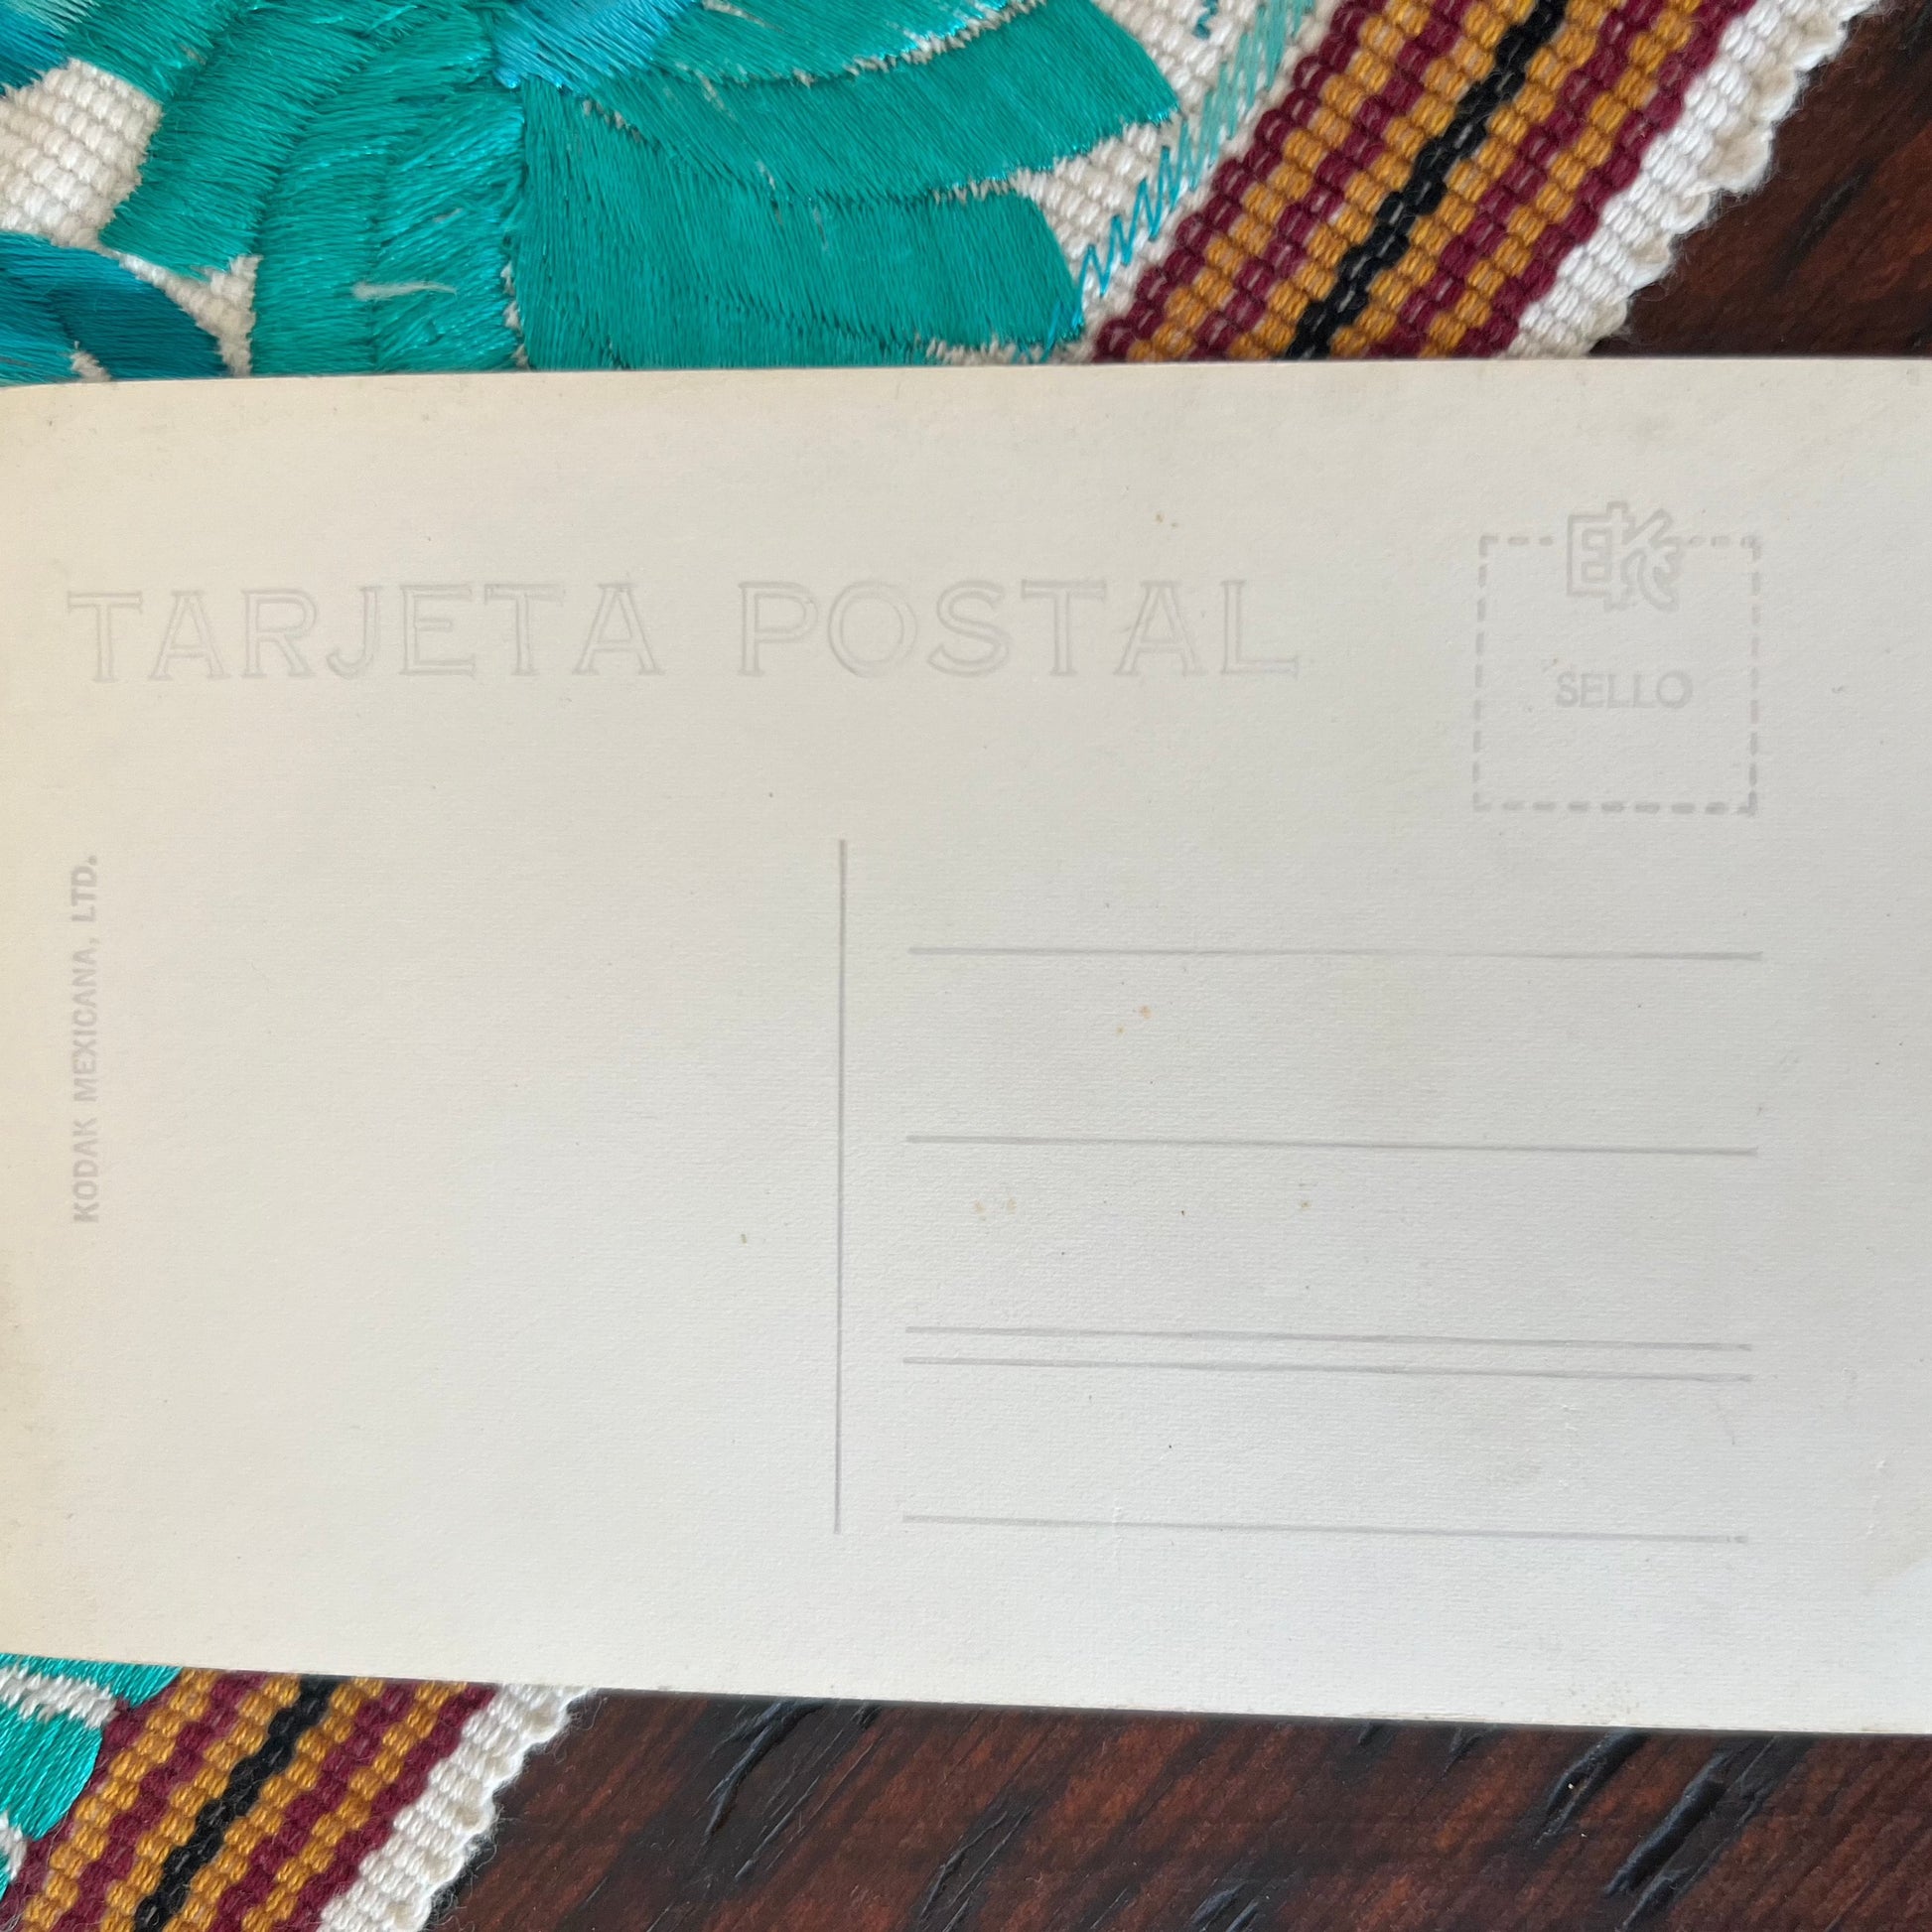 TARJETA POSTAL
SELLO
KODAK MEXICANA, LTD.